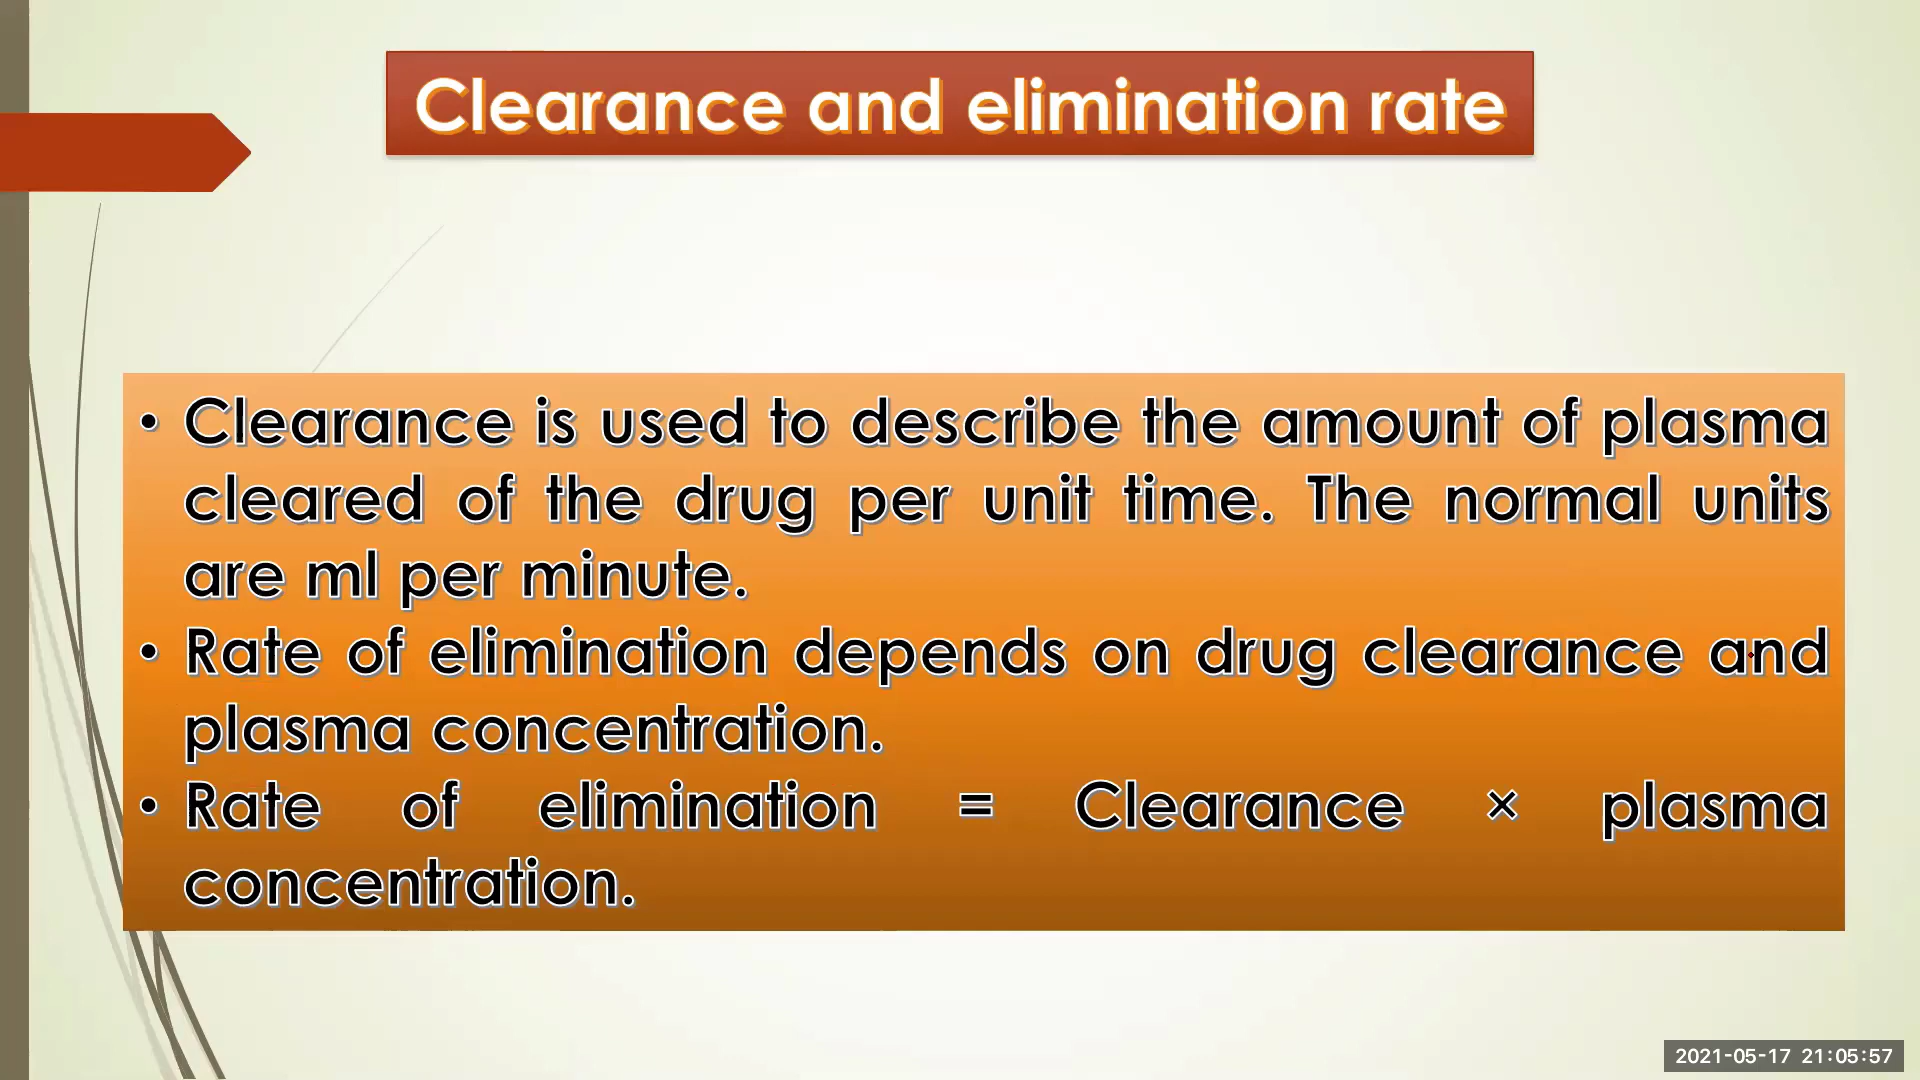 Clearance and elimination rate
• Clearance is used to describe the amount of plasma
cleared of the drug per unit time. The normal units
are ml per minute.
• Rate of elimination depends on drug clearance and
plasma concentration.
• Rate of elimination = Clearance × plasma
concentration.
2021-05-17 21:05:57